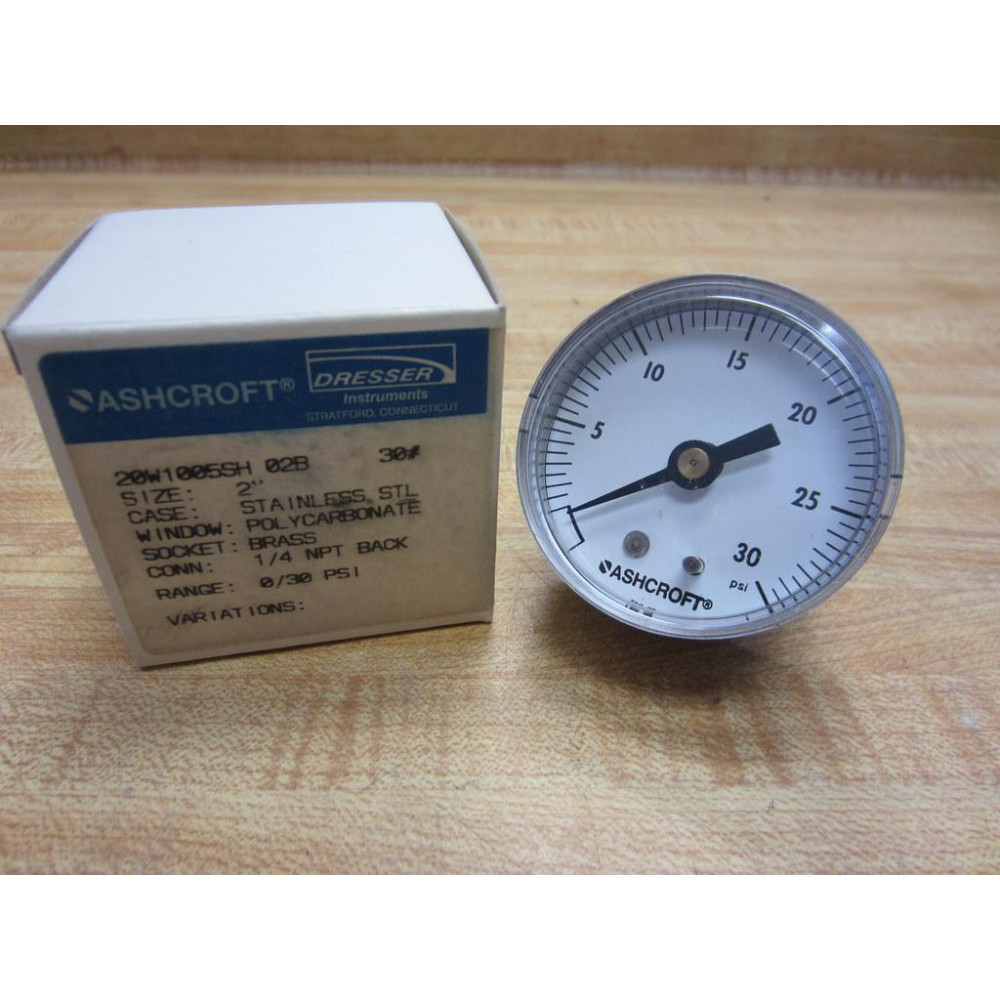 ASHCROFT®
DRESSER
Instruments
STRATFORD, CONNECTICUT
20W1005SH 02B 30#
SIZE: 2"
CASE: STAINLESS STL
WINDOW: POLYCARBONATE
SOCKET: BRASS
CONN: 1/4 NPT BACK
RANGE: 0/30 PSI
VARIATIONS:
5
10
15
20
25
30
psi
ASHCROFT®